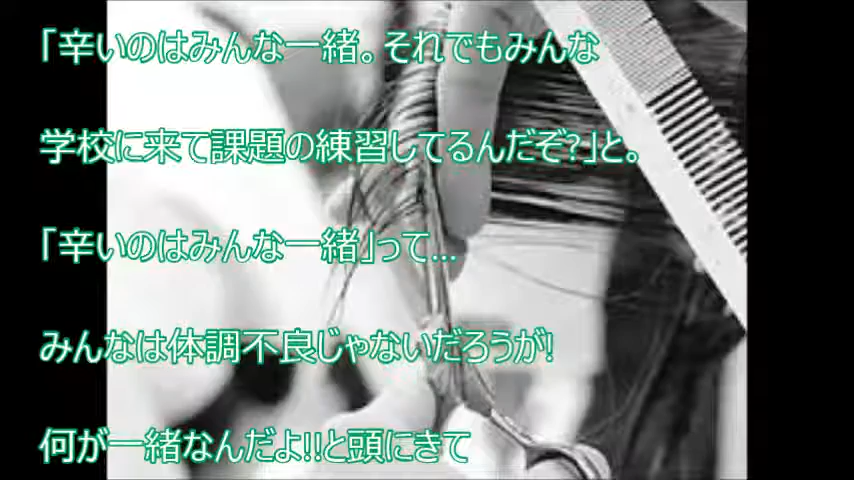 「辛いのはみんな一緒。それでもみんな
学校に来て課題の練習してるんだぞ?」と。
「辛いのはみんな一緒」って…
みんなは体調不良じゃないだろうが!
何が一緒なんだよ!!と頭にきて